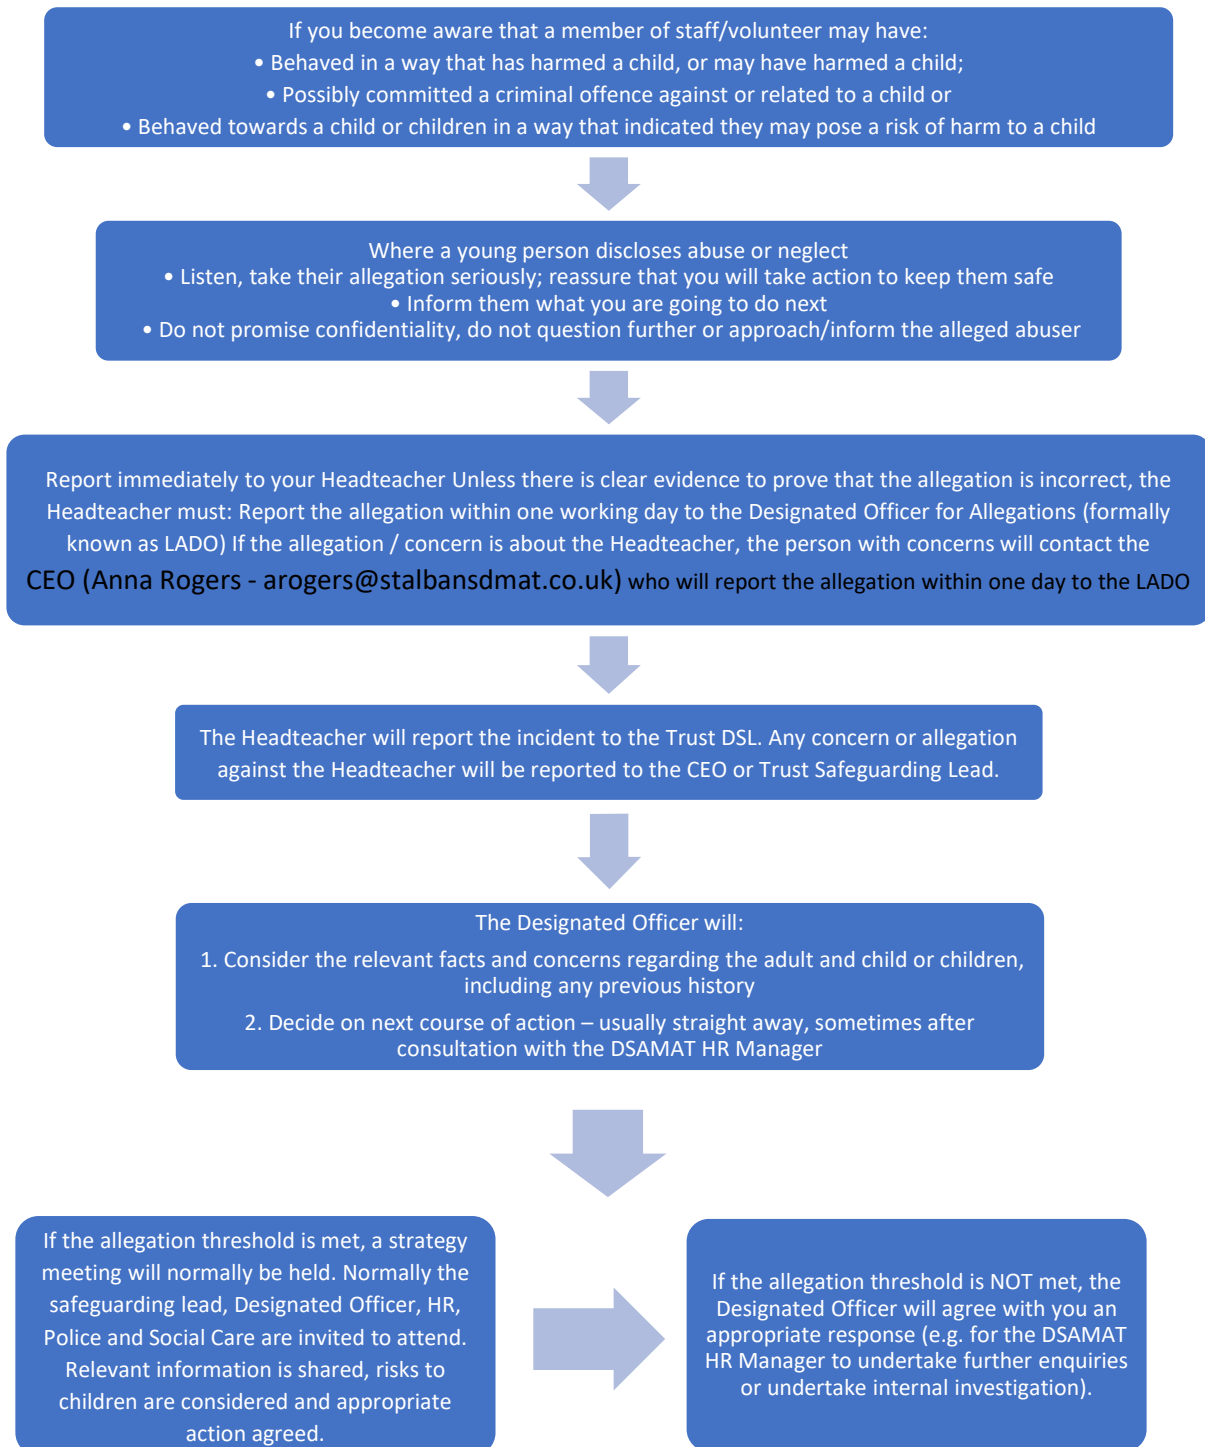 If you become aware that a member of staff/volunteer may have:
• Behaved in a way that has harmed a child, or may have harmed a child;
• Possibly committed a criminal offence against or related to a child or
• Behaved towards a child or children in a way that indicated they may pose a risk of harm to a child
Where a young person discloses abuse or neglect
• Listen, take their allegation seriously; reassure that you will take action to keep them safe
• Inform them what you are going to do next
• Do not promise confidentiality, do not question further or approach/inform the alleged abuser
Report immediately to your Headteacher Unless there is clear evidence to prove that the allegation is incorrect, the
Headteacher must: Report the allegation within one working day to the Designated Officer for Allegations (formally
known as LADO) If the allegation / concern is about the Headteacher, the person with concerns will contact the
CEO (Anna Rogers - arogers@stalbansdmat.co.uk) who will report the allegation within one day to the LADO
The Headteacher will report the incident to the Trust DSL. Any concern or allegation
against the Headteacher will be reported to the CEO or Trust Safeguarding Lead.
The Designated Officer will:
1. Consider the relevant facts and concerns regarding the adult and child or children,
including any previous history
2. Decide on next course of action – usually straight away, sometimes after
consultation with the DSAMAT HR Manager
If the allegation threshold is met, a strategy
meeting will normally be held. Normally the
safeguarding lead, Designated Officer, HR,
Police and Social Care are invited to attend.
Relevant information is shared, risks to
children are considered and appropriate
action agreed.
If the allegation threshold is NOT met, the
Designated Officer will agree with you an
appropriate response (e.g. for the DSAMAT
HR Manager to undertake further enquiries
or undertake internal investigation).